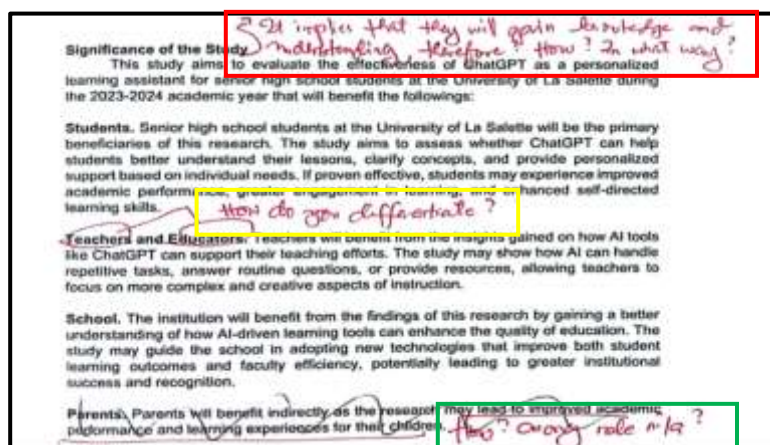 It implies that they will gain knowledge and
understanding, therefore? How? In what way?
Significance of the Study
This study aims to evaluate the effectiveness of ChatGPT as a personalized
learning assistant for senior high school students at the University of La Salette during
the 2023-2024 academic year that will benefit the followings:
Students. Senior high school students at the University of La Salette will be the primary
beneficiaries of this research. The study aims to assess whether ChatGPT can help
students better understand their lessons, clarify concepts, and provide personalized
support based on individual needs. If proven effective, students may experience improved
academic performance, greater engagement in learning, and enhanced self-directed
learning skills.
How do you differentiate?
Teachers and Educators. Teachers will benefit from the insights gained on how AI tools
like ChatGPT can support their teaching efforts. The study may show how AI can handle
repetitive tasks, answer routine questions, or provide resources, allowing teachers to
focus on more complex and creative aspects of instruction.
School. The institution will benefit from the findings of this research by gaining a better
understanding of how AI-driven learning tools can enhance the quality of education. The
study may guide the school in adopting new technologies that improve both student
learning outcomes and faculty efficiency, potentially leading to greater institutional
success and recognition.
Parents. Parents will benefit indirectly as the research may lead to improved academic
performance and learning experiences for their children.
How? role